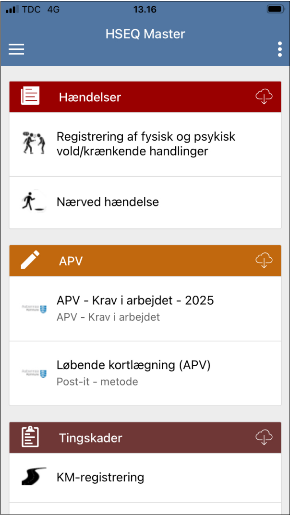 TDC 4G 13.16
HSEQ Master
Hændelser
Registrering af fysisk og psykisk
vold/krænkende handlinger
Nærved hændelse
APV
APV - Krav i arbejdet - 2025
APV - Krav i arbejdet
Løbende kortlægning (APV)
Post-it - metode
Tingskader
KM-registrering